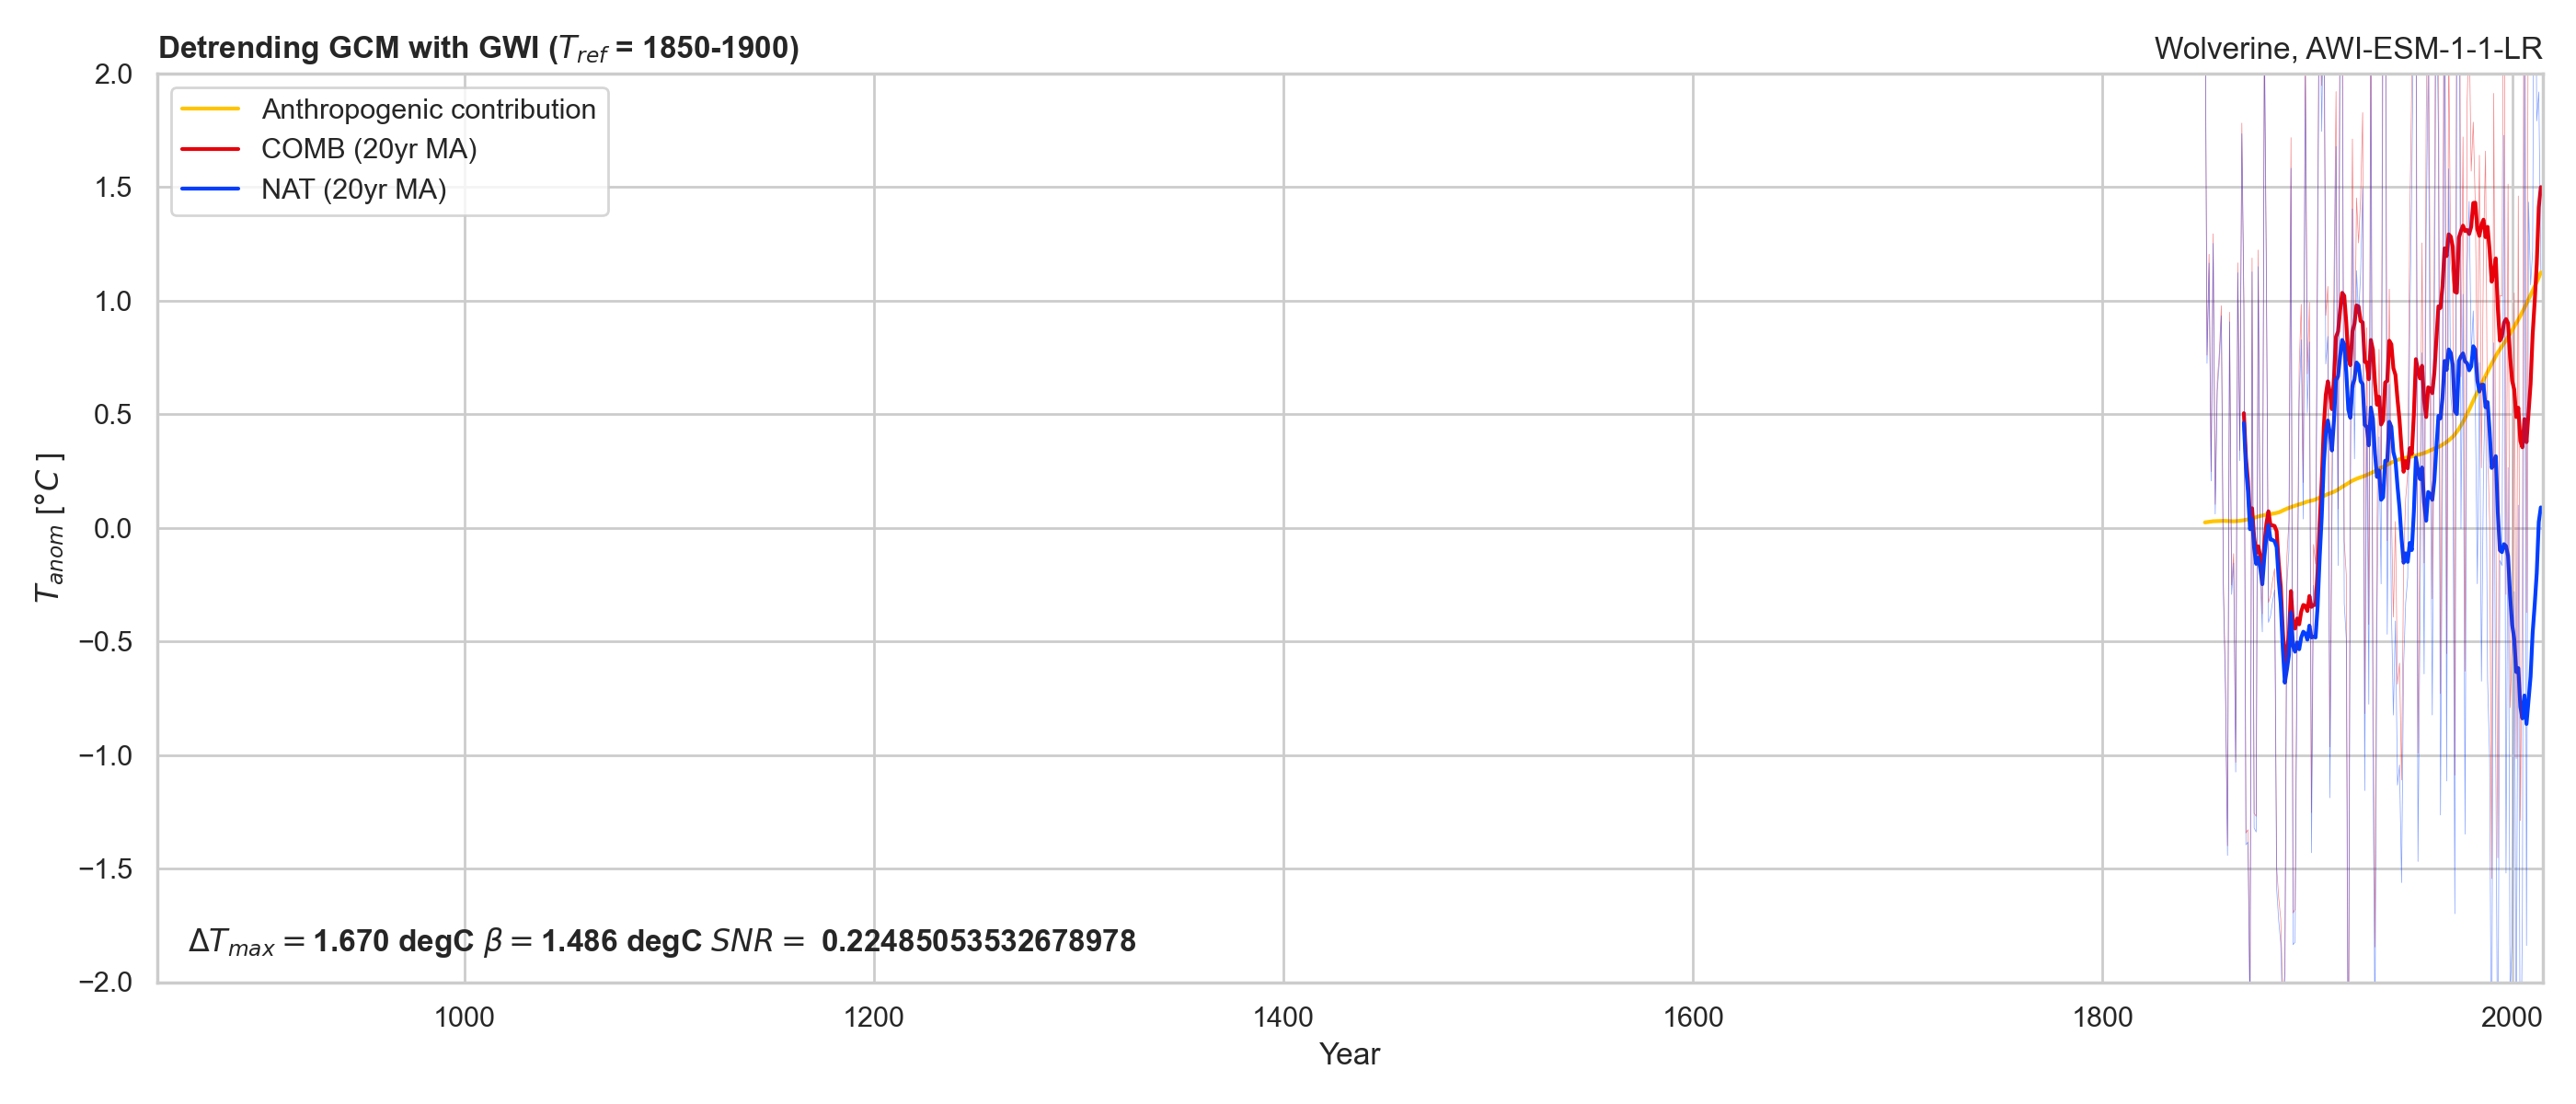 Detrending GCM with GWI (T_ref = 1850-1900)
Wolverine, AWI-ESM-1-1-LR
2.0
1.5
1.0
0.5
0.0
−0.5
−1.0
−1.5
−2.0
T_anom [°C ]
Anthropogenic contribution
COMB (20yr MA)
NAT (20yr MA)
ΔT_max = 1.670 degC β = 1.486 degC SNR = 0.22485053532678978
1000 1200 1400 1600 1800 2000
Year